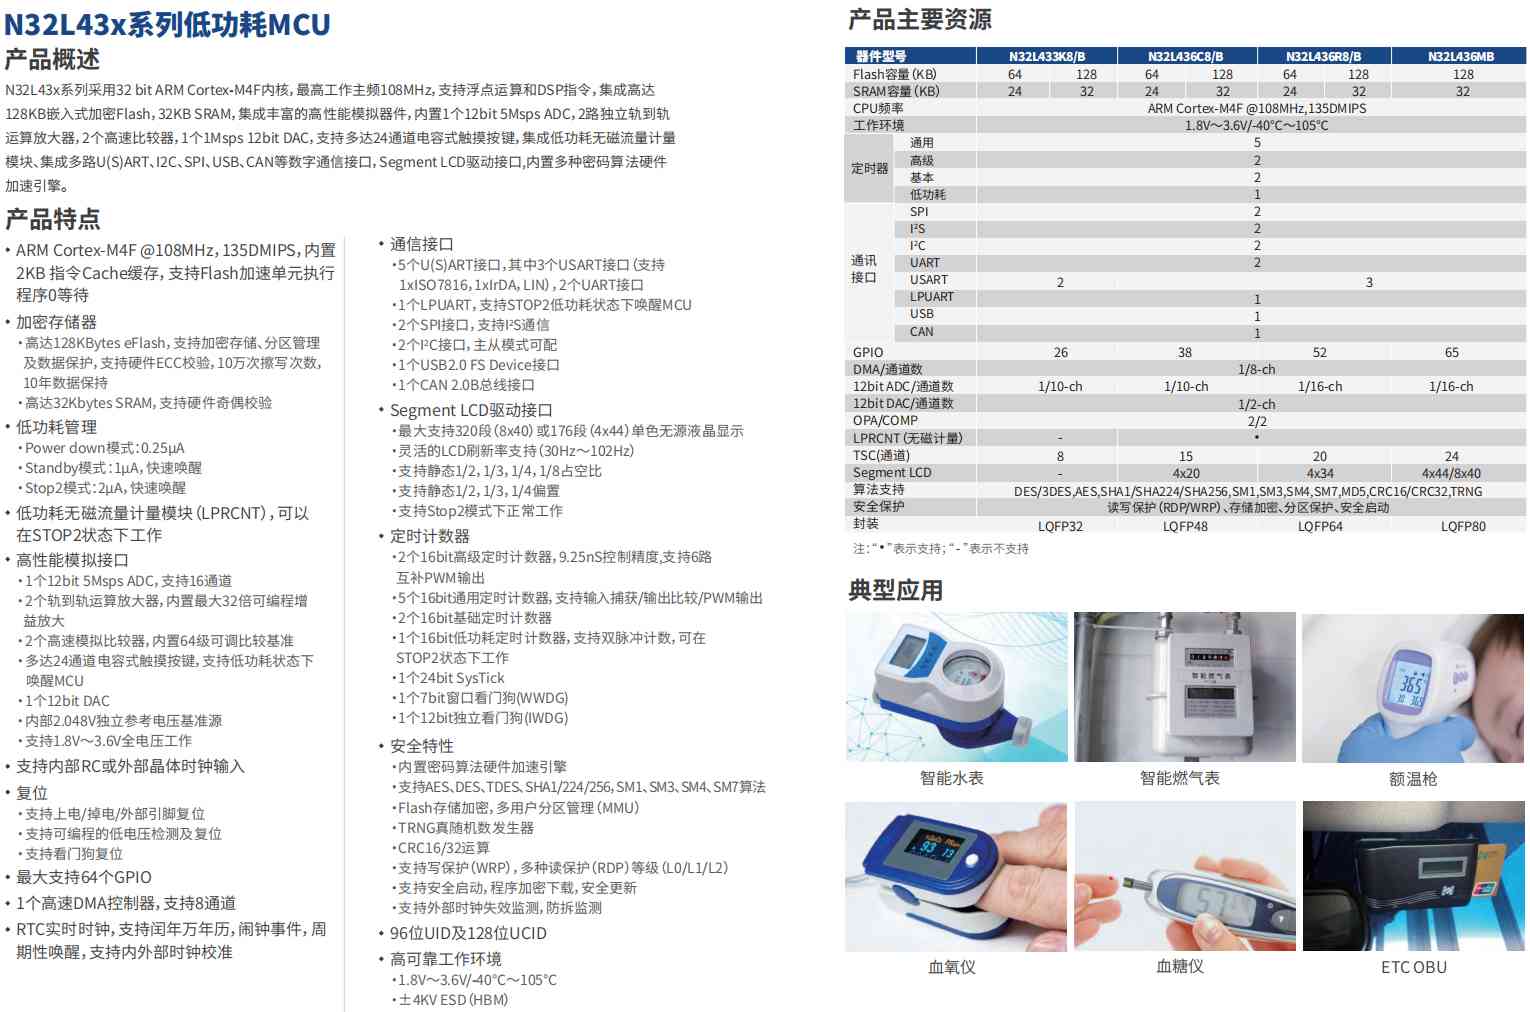 N32L43x系列低功耗MCU
产品概述
N32L43x系列采用32 bit ARM Cortex-M4F内核,最高工作主频108MHz,支持浮点运算和DSP指令,集成高达
128KB嵌入式加密Flash，32KB SRAM，集成丰富的高性能模拟器件，内置1个12bit 5Msps ADC，2路独立轨到轨
运算放大器，2个高速比较器，1个1Msps 12bit DAC，支持多达24通道电容式触摸按键，集成低功耗无磁流量计量
模块、集成多路U(S)ART、I2C、SPI、USB、CAN等数字通信接口，Segment LCD驱动接口,内置多种密码算法硬件
加速引擎。
产品特点
• ARM Cortex-M4F @108MHz，135DMIPS，内置
2KB 指令Cache缓存，支持Flash加速单元执行
程序0等待
• 加密存储器
•高达128KBytes eFlash，支持加密存储、分区管理
及数据保护，支持硬件ECC校验，10万次擦写次数，
10年数据保持
•高达32Kbytes SRAM，支持硬件奇偶校验
• 低功耗管理
•Power down模式：0.25μA
•Standby模式：1μA，快速唤醒
•Stop2模式：2μA，快速唤醒
• 低功耗无磁流量计量模块（LPRCNT），可以
在STOP2状态下工作
• 高性能模拟接口
•1个12bit 5Msps ADC，支持16通道
•2个轨到轨运算放大器，内置最大32倍可编程增
益放大
•2个高速模拟比较器，内置64级可调比较基准
•多达24通道电容式触摸按键，支持低功耗状态下
唤醒MCU
•1个12bit DAC
•内部2.048V独立参考电压基准源
•支持1.8V～3.6V全电压工作
• 支持内部RC或外部晶体时钟输入
• 复位
•支持上电/掉电/外部引脚复位
•支持可编程的低电压检测及复位
•支持看门狗复位
• 最大支持64个GPIO
• 1个高速DMA控制器，支持8通道
• RTC实时时钟，支持闰年万年历，闹钟事件，周
期性唤醒，支持内外部时钟校准
• 通信接口
•5个U(S)ART接口，其中3个USART接口（支持
1xISO7816，1xIrDA，LIN），2个UART接口
•1个LPUART，支持STOP2低功耗状态下唤醒MCU
•2个SPI接口，支持I²S通信
•2个I²C接口，主从模式可配
•1个USB2.0 FS Device接口
•1个CAN 2.0B总线接口
• Segment LCD驱动接口
•最大支持320段（8x40）或176段（4x44）单色无源液晶显示
•灵活的LCD刷新率支持（30Hz～102Hz）
•支持静态1/2，1/3，1/4，1/8占空比
•支持静态1/2，1/3，1/4偏置
•支持Stop2模式下正常工作
• 定时计数器
•2个16bit高级定时计数器，9.25nS控制精度,支持6路
互补PWM输出
•5个16bit通用定时计数器，支持输入捕获/输出比较/PWM输出
•2个16bit基础定时计数器
•1个16bit低功耗定时计数器，支持双脉冲计数，可在
STOP2状态下工作
•1个24bit SysTick
•1个7bit窗口看门狗(WWDG)
•1个12bit独立看门狗(IWDG)
• 安全特性
•内置密码算法硬件加速引擎
•支持AES、DES、TDES、SHA1/224/256，SM1、SM3、SM4、SM7算法
•Flash存储加密，多用户分区管理（MMU）
•TRNG真随机数发生器
•CRC16/32运算
•支持写保护（WRP），多种读保护（RDP）等级（L0/L1/L2）
•支持安全启动，程序加密下载，安全更新
•支持外部时钟失效监测，防拆监测
• 96位UID及128位UCID
• 高可靠工作环境
•1.8V～3.6V/-40℃～105℃
•±4KV ESD（HBM）
产品主要资源
器件型号 N32L433K8/B N32L436C8/B N32L436R8/B N32L436MB
Flash容量（KB） 64 128 64 128 64 128 128
SRAM容量（KB） 24 32 24 32 24 32 32
CPU频率 ARM Cortex-M4F @108MHz,135DMIPS
工作环境 1.8V～3.6V/-40℃～105℃
定时器
通用 5
高级 2
基本 2
低功耗 1
通讯
接口
SPI 2
I²S 2
I²C 2
UART 2
USART 2 3
LPUART 1
USB 1
CAN 1
GPIO 26 38 52 65
DMA/通道数 1/8-ch
12bit ADC/通道数 1/10-ch 1/10-ch 1/16-ch 1/16-ch
12bit DAC/通道数 1/2-ch
OPA/COMP 2/2
LPRCNT（无磁计量） - •
TSC(通道) 8 15 20 24
Segment LCD - 4x20 4x34 4x44/8x40
算法支持 DES/3DES,AES,SHA1/SHA224/SHA256,SM1,SM3,SM4,SM7,MD5,CRC16/CRC32,TRNG
安全保护 读写保护（RDP/WRP）、存储加密、分区保护、安全启动
封装 LQFP32 LQFP48 LQFP64 LQFP80
注：“•”表示支持；“-”表示不支持
典型应用
智能燃气表
365
93
57
智能水表
智能燃气表
额温枪
血氧仪
血糖仪
ETC OBU